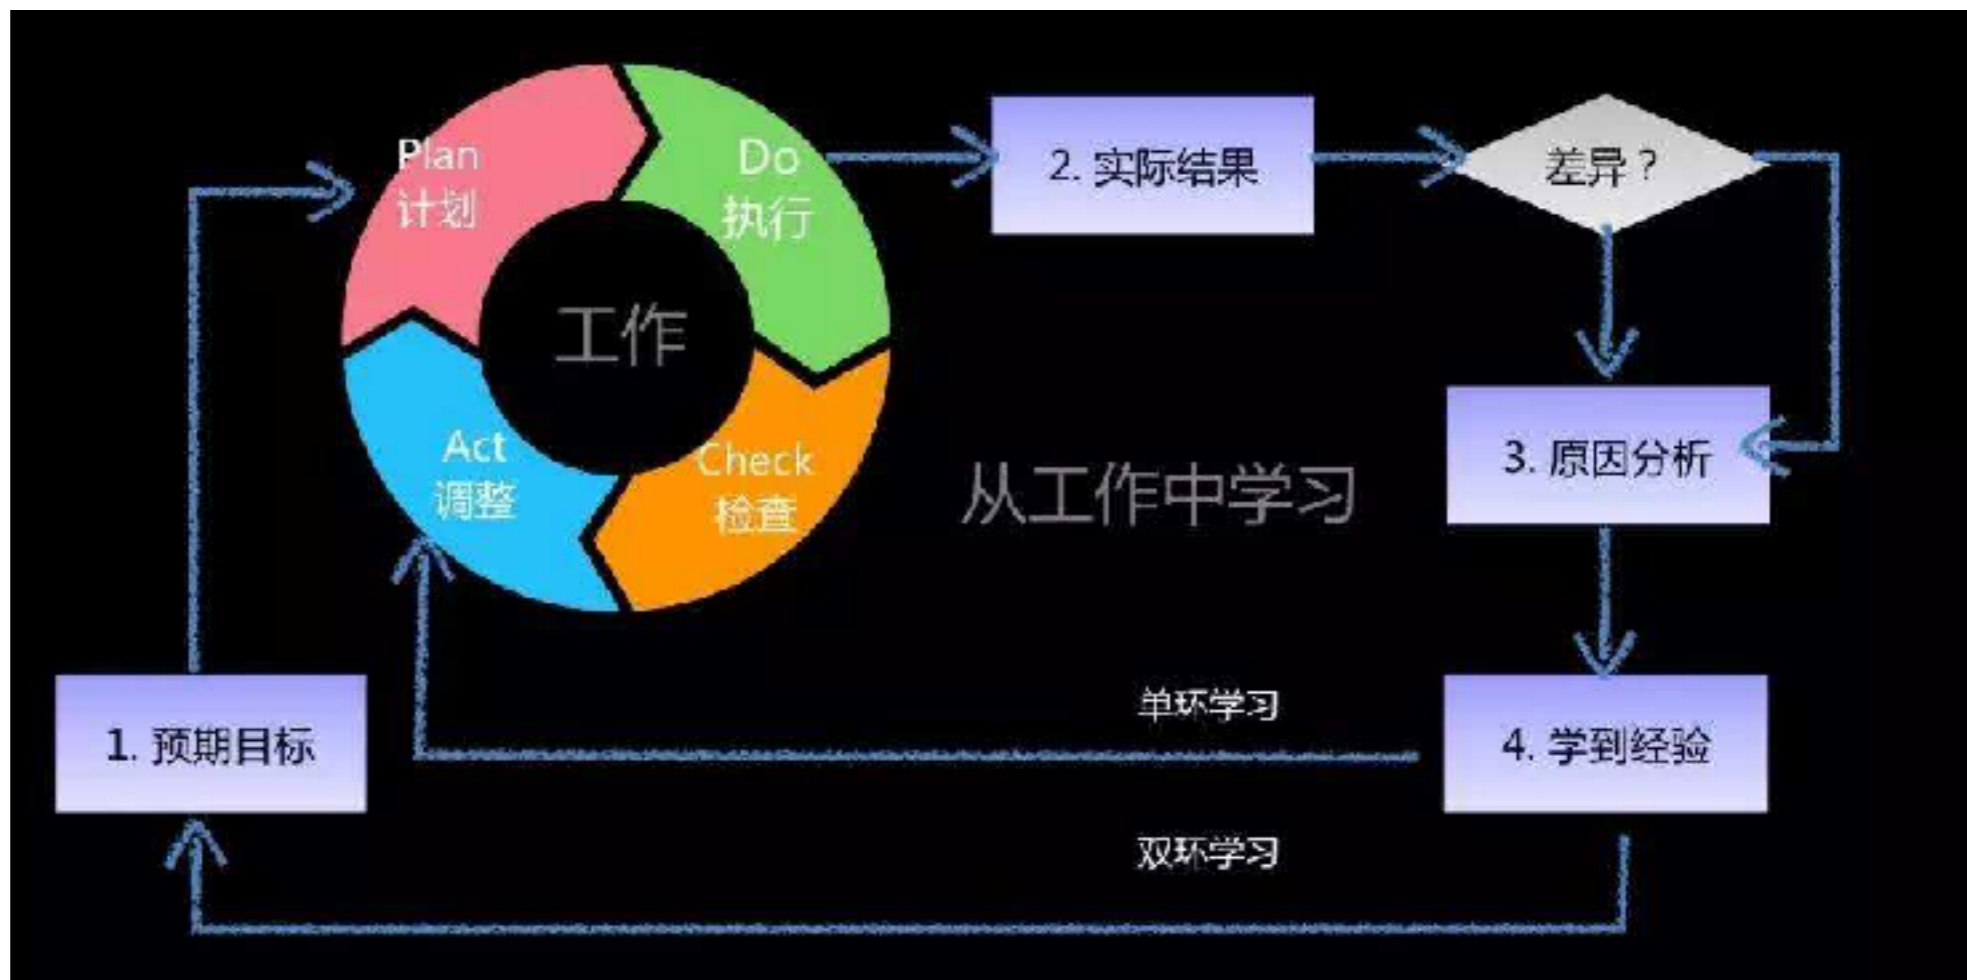 Plan
计划
Do
执行
2. 实际结果
差异？
工作
Act
调整
Check
检查
从工作中学习
3. 原因分析
单环学习
1. 预期目标
4. 学到经验
双环学习